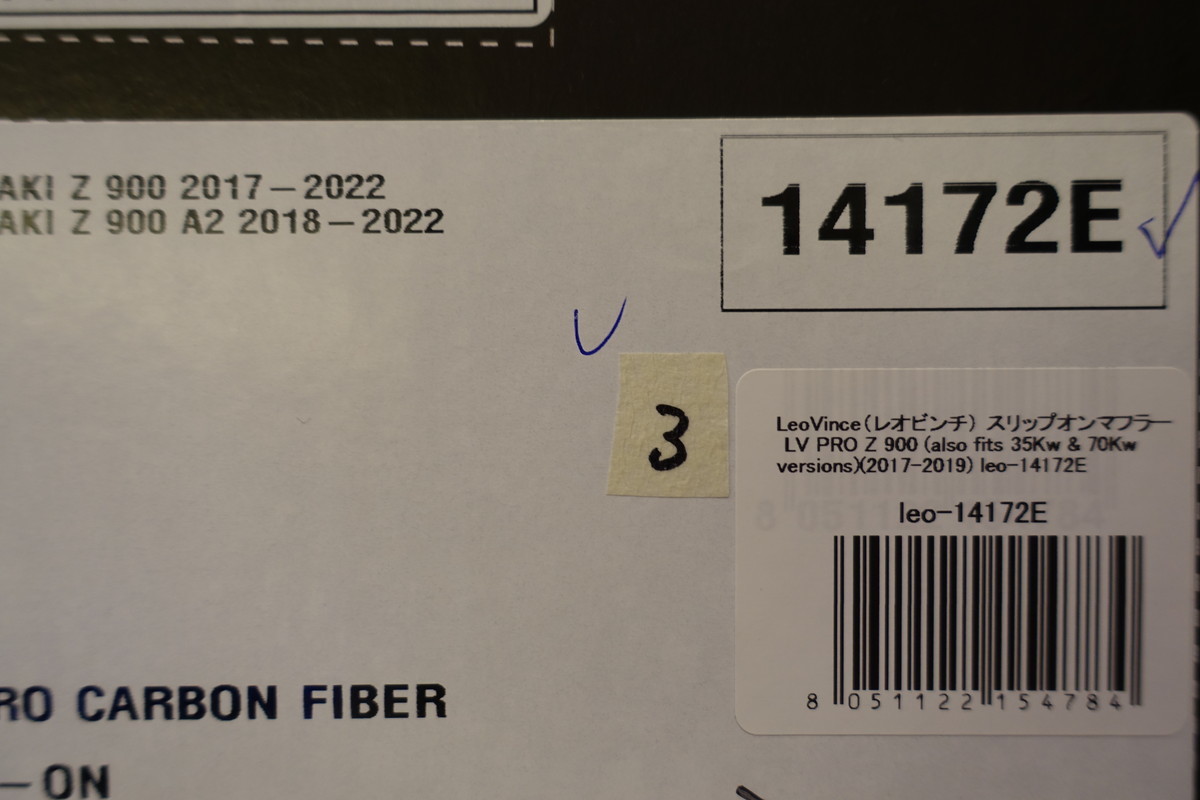 AKI Z 900 2017－2022
AKI Z 900 A2 2018－2022
14172E
3
LeoVince(レオビンチ) スリップオンマフラー
LV PRO Z 900 (also fits 35Kw & 70Kw
versions)(2017-2019) leo-14172E
leo-14172E
8 051122 154784
RO CARBON FIBER
－ON